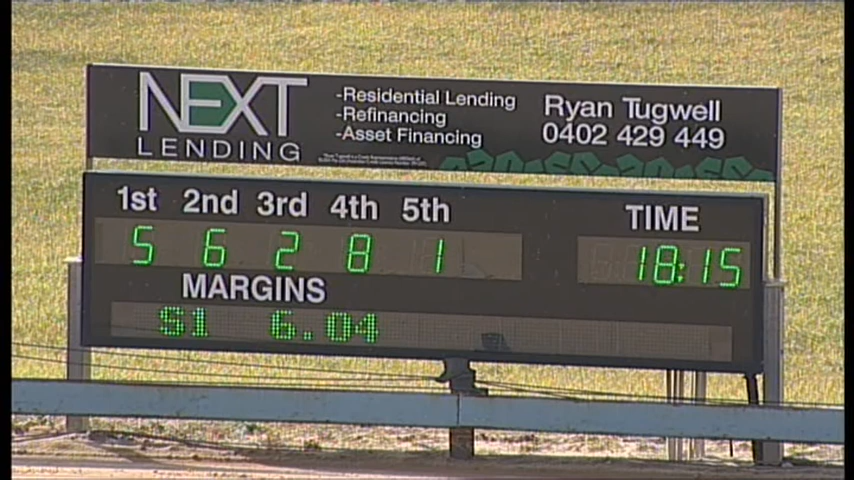 NEXT
LENDING
-Residential Lending
-Refinancing
-Asset Financing
Ryan Tugwell
0402 429 449
1st 2nd 3rd 4th 5th
5 6 2 8 1
TIME
18:15
MARGINS
S1 6.04